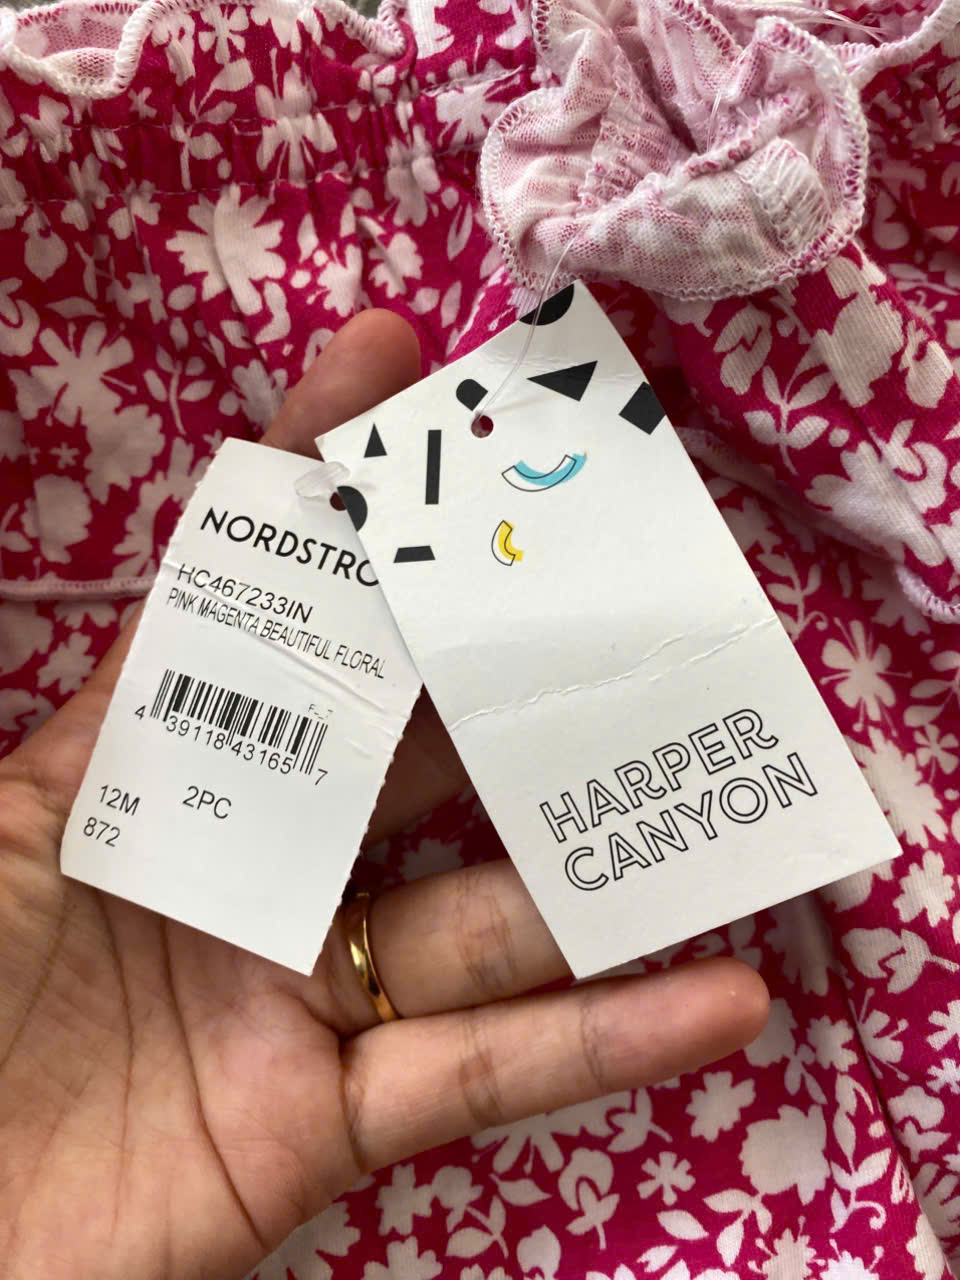 NORDSTRO
HC467233IN
PINK MAGENTA BEAUTIFUL FLORAL
4 39118 43165 7
12M 2PC
872
HARPER
CANYON